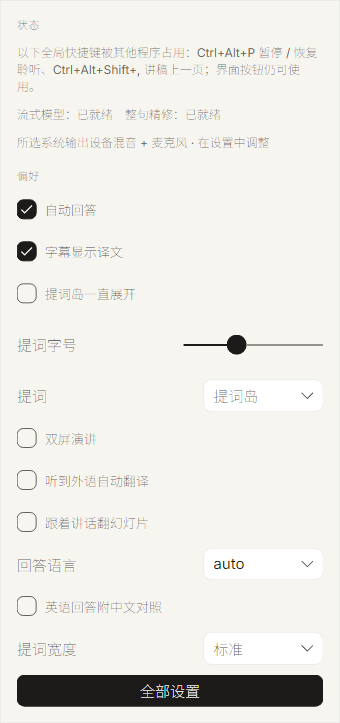 状态
以下全局快捷键被其他程序占用：Ctrl+Alt+P 暂停 / 恢复
聆听、Ctrl+Alt+Shift+, 讲稿上一页；界面按钮仍可使
用。
流式模型：已就绪 整句精修：已就绪
所选系统输出设备混音 + 麦克风 · 在设置中调整
偏好
自动回答
字幕显示译文
提词岛一直展开
提词字号
提词 提词岛
双屏演讲
听到外语自动翻译
跟着讲话翻幻灯片
回答语言 auto
英语回答附中文对照
提词宽度 标准
全部设置